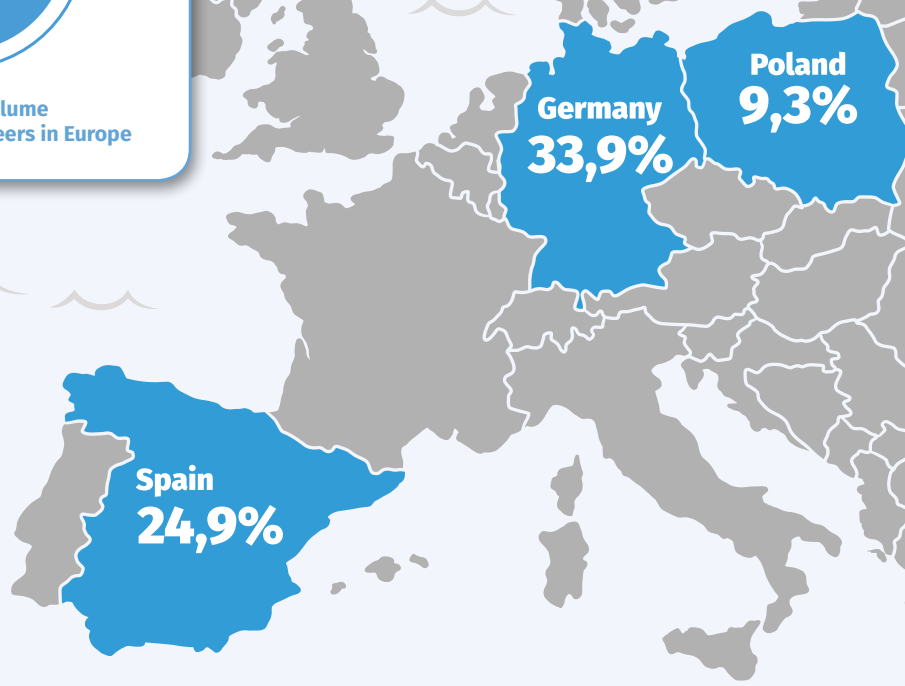 lume
eers in Europe
Germany
33,9%
Poland
9,3%
Spain
24,9%